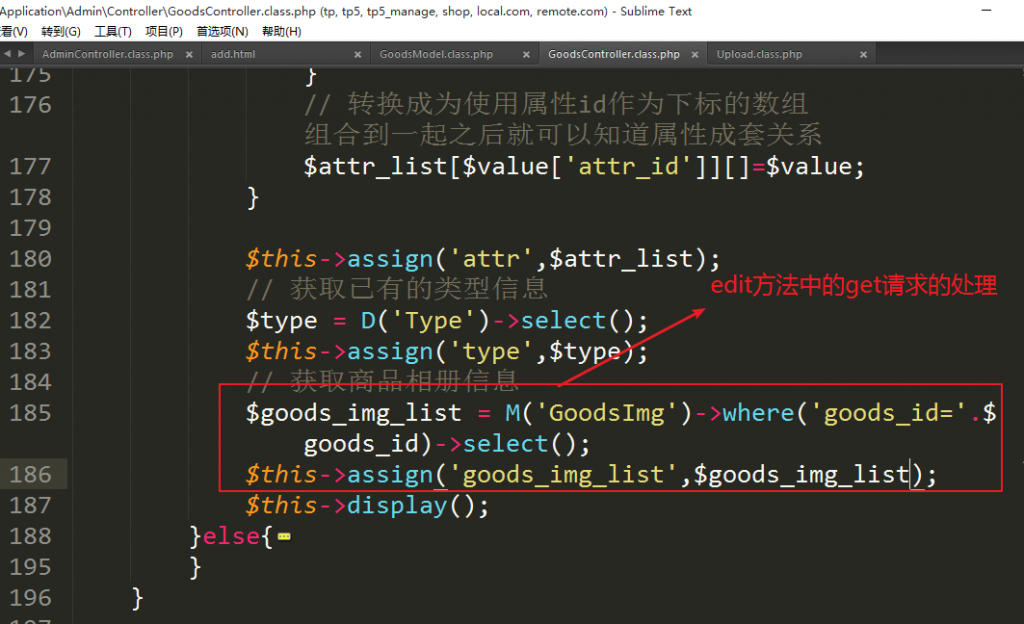 Application\Admin\Controller\GoodsController.class.php (tp, tp5, tp5_manage, shop, local.com, remote.com) - Sublime Text
看(V) 转到(G) 工具(T) 项目(P) 首选项(N) 帮助(H)
AdminController.class.php × add.html × GoodsModel.class.php × GoodsController.class.php × Upload.class.php ×
175 }
176 // 转换成为使用属性id作为下标的数组
组合到一起之后就可以知道属性成套关系
177 $attr_list[$value['attr_id']][]=$value;
178 }
179
180 $this->assign('attr',$attr_list);
edit方法中的get请求的处理
181 // 获取已有的类型信息
182 $type = D('Type')->select();
183 $this->assign('type',$type);
184 // 获取商品相册信息
185 $goods_img_list = M('GoodsImg')->where('goods_id='.$
goods_id)->select();
186 $this->assign('goods_img_list',$goods_img_list);
187 $this->display();
188 }else{
195 }
196 }